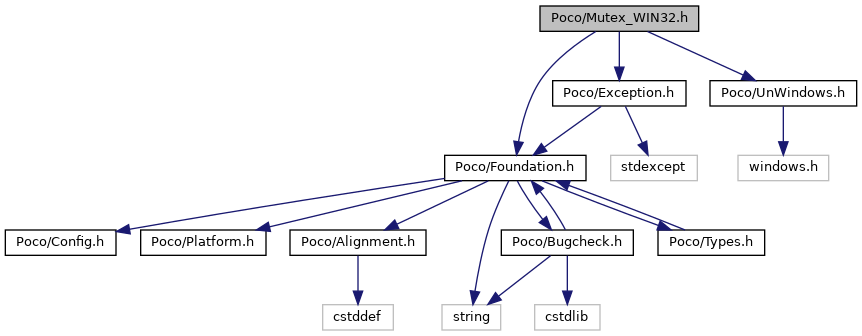 Poco/Mutex_WIN32.h
Poco/Exception.h
Poco/UnWindows.h
Poco/Foundation.h
stdexcept
windows.h
Poco/Config.h
Poco/Platform.h
Poco/Alignment.h
Poco/Bugcheck.h
Poco/Types.h
cstddef
string
cstdlib